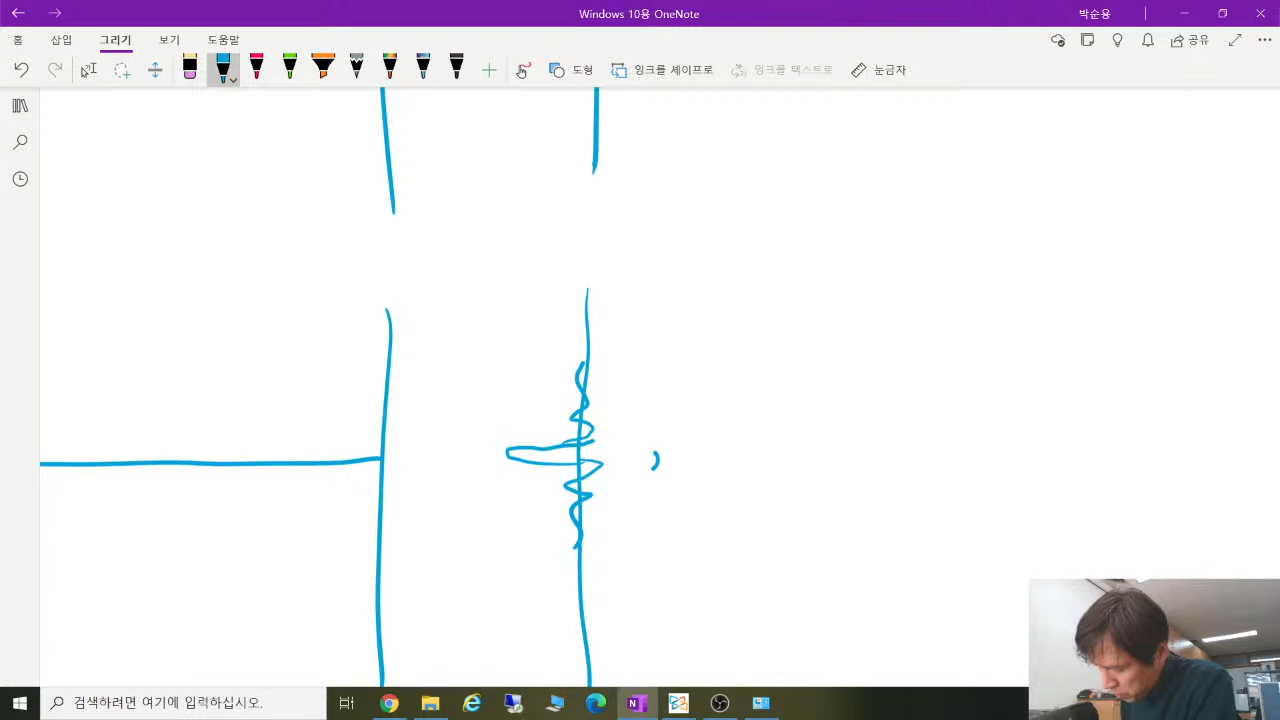 Windows 10용 OneNote
박순용
홈 삽입 그리기 보기 도움말
공유
도형 잉크를 셰이프로 잉크를 텍스트로 눈금자
검색하려면 여기에 입력하십시오.